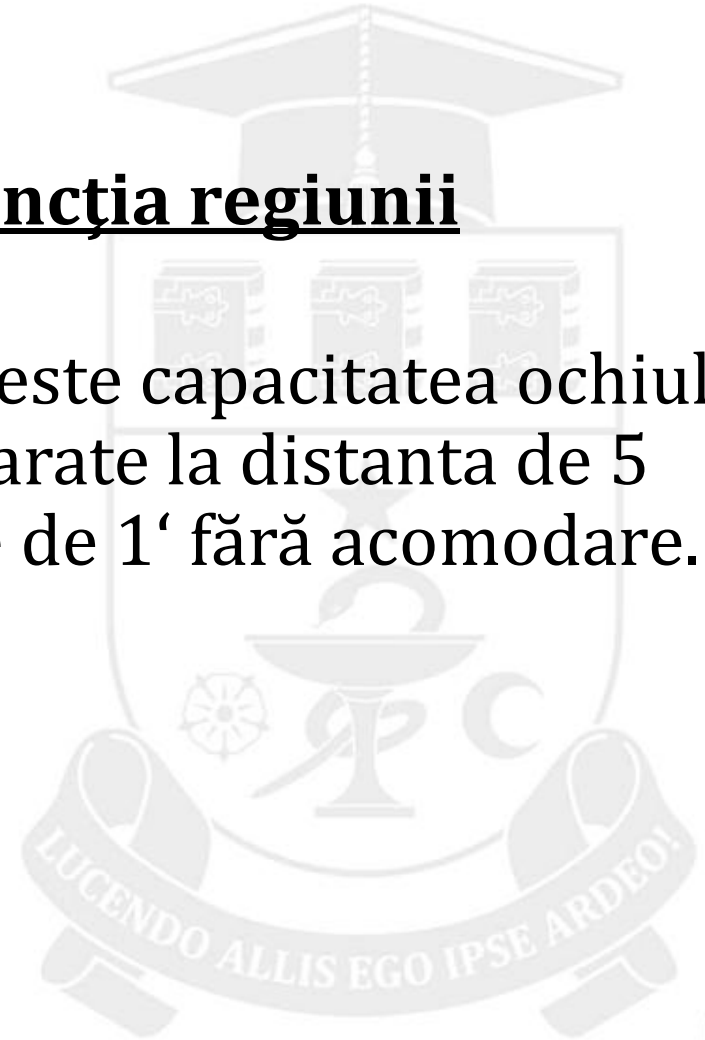 ncţia regiunii
este capacitatea ochiul
arate la distanta de 5
de 1‘ fără acomodare.
LUCENDO ALLIS EGO IPSE ARDEO!